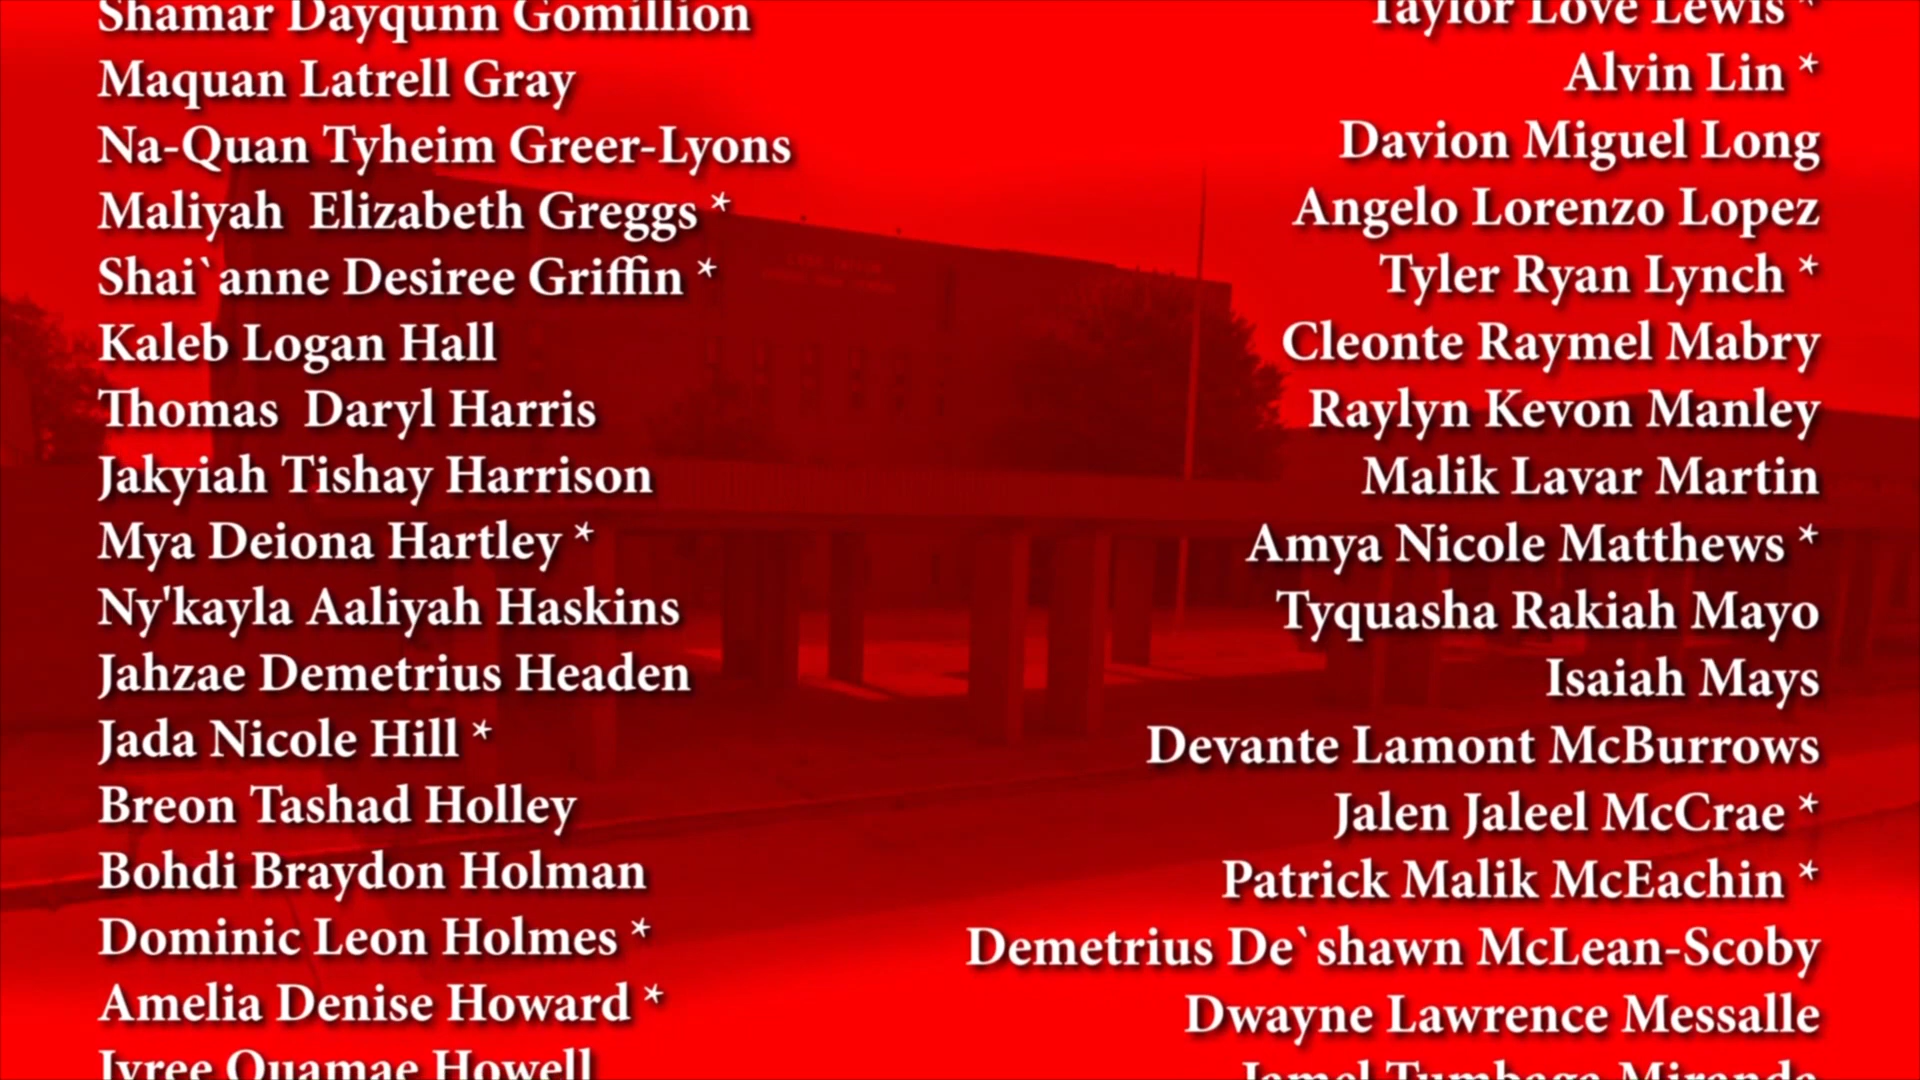 Shamar Dayqunn Gomillion
Maquan Latrell Gray
Na-Quan Tyheim Greer-Lyons
Maliyah  Elizabeth Greggs *
Shai`anne Desiree Griffin *
Kaleb Logan Hall
Thomas  Daryl Harris
Jakyiah Tishay Harrison
Mya Deiona Hartley *
Ny'kayla Aaliyah Haskins
Jahzae Demetrius Headen
Jada Nicole Hill *
Breon Tashad Holley
Bohdi Braydon Holman
Dominic Leon Holmes *
Amelia Denise Howard *
Quamae Howell
Taylor Love Lewis *
Alvin Lin *
Davion Miguel Long
Angelo Lorenzo Lopez
Tyler Ryan Lynch *
Cleonte Raymel Mabry
Raylyn Kevon Manley
Malik Lavar Martin
Amya Nicole Matthews *
Tyquasha Rakiah Mayo
Isaiah Mays
Devante Lamont McBurrows
Jalen Jaleel McCrae *
Patrick Malik McEachin *
Demetrius De`shawn McLean-Scoby
Dwayne Lawrence Messalle
Jamel Tumbaga Miranda